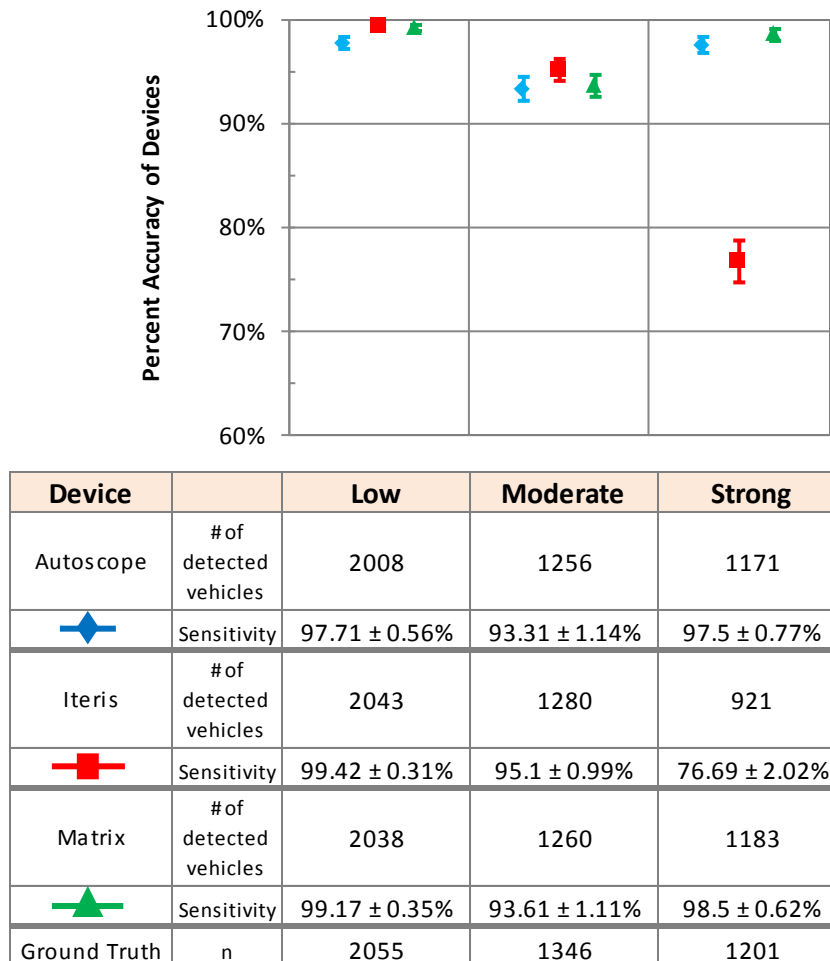 100%
90%
80%
70%
60%
Percent Accuracy of Devices
Device Low Moderate Strong
Autoscope # of detected vehicles 2008 1256 1171
Sensitivity 97.71 ± 0.56% 93.31 ± 1.14% 97.5 ± 0.77%
Iteris # of detected vehicles 2043 1280 921
Sensitivity 99.42 ± 0.31% 95.1 ± 0.99% 76.69 ± 2.02%
Matrix # of detected vehicles 2038 1260 1183
Sensitivity 99.17 ± 0.35% 93.61 ± 1.11% 98.5 ± 0.62%
Ground Truth n 2055 1346 1201